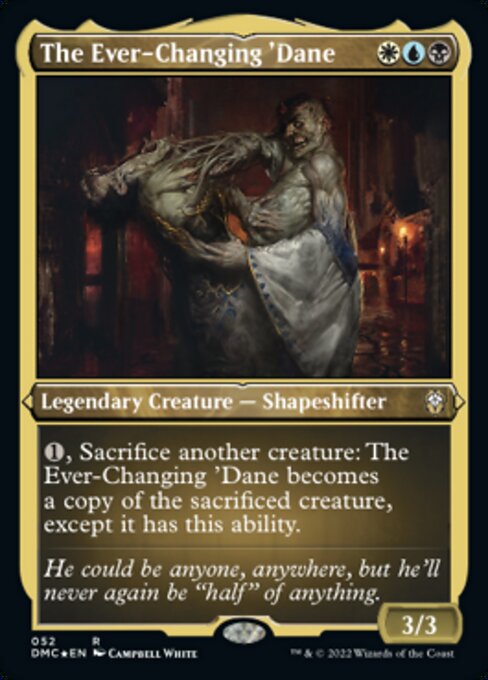 The Ever-Changing ’Dane
Legendary Creature — Shapeshifter
1, Sacrifice another creature: The
Ever-Changing ’Dane becomes
a copy of the sacrificed creature,
except it has this ability.
He could be anyone, anywhere, but he’ll
never again be “half” of anything.
3/3
052 R
DMC★EN Campbell White
™ & © 2022 Wizards of the Coast